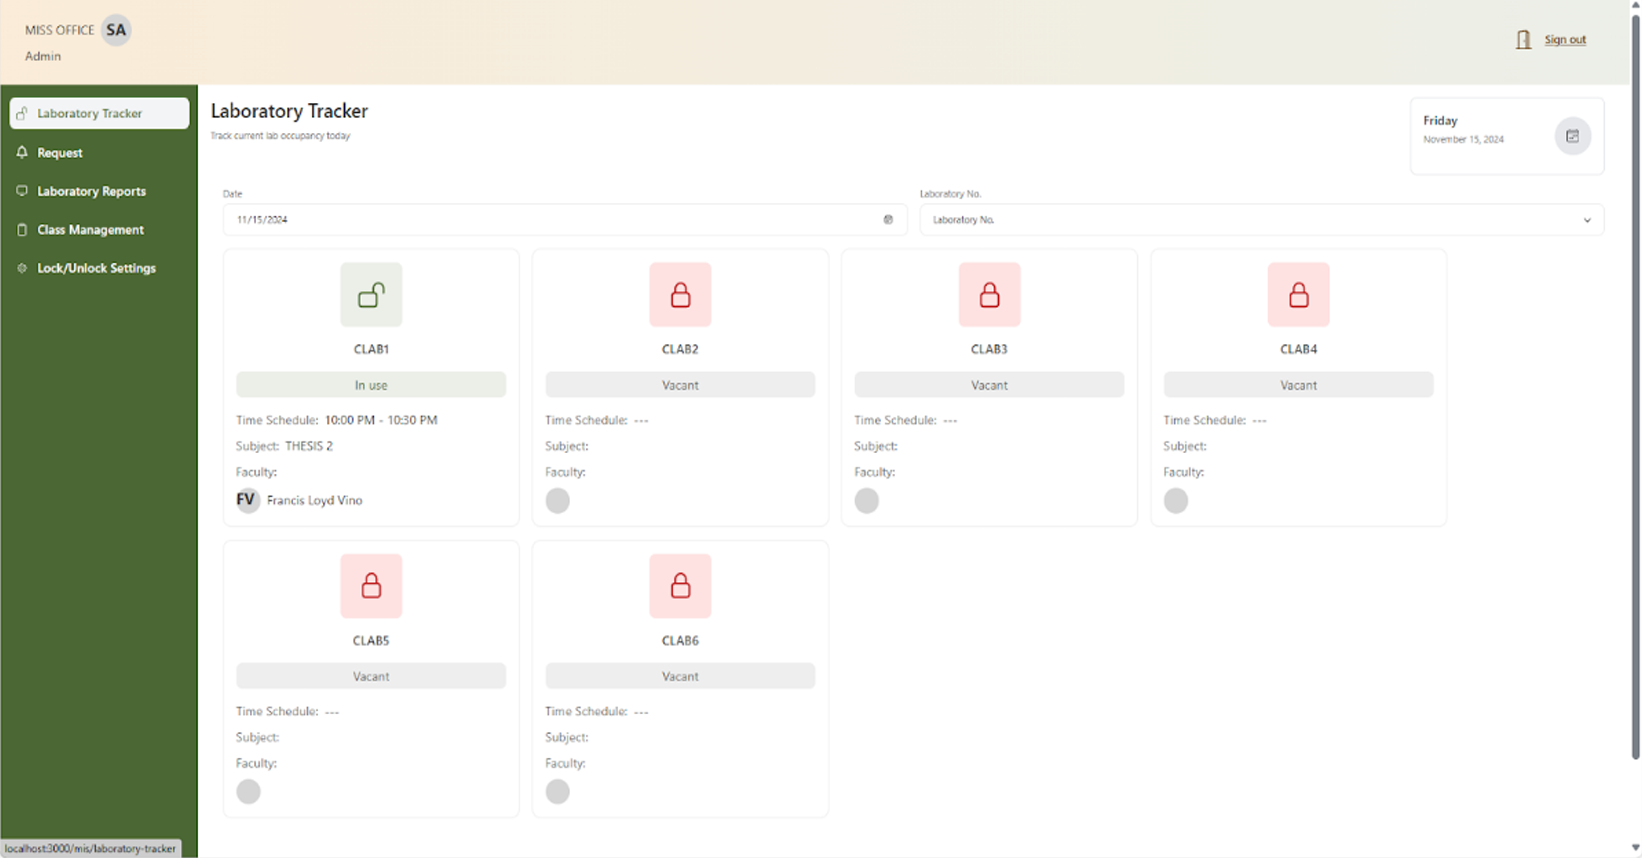 MISS OFFICE SA
Admin
Sign out
Laboratory Tracker
Request
Laboratory Reports
Class Management
Lock/Unlock Settings
Laboratory Tracker
Track current lab occupancy today
Friday
November 15, 2024
Date
11/15/2024
Laboratory No.
Laboratory No.
CLAB1
In use
Time Schedule: 10:00 PM - 10:30 PM
Subject: THESIS 2
Faculty:
FV Francis Loyd Vino
CLAB2
Vacant
Time Schedule: ---
Subject:
Faculty:
CLAB3
Vacant
Time Schedule: ---
Subject:
Faculty:
CLAB4
Vacant
Time Schedule: ---
Subject:
Faculty:
CLAB5
Vacant
Time Schedule: ---
Subject:
Faculty:
CLAB6
Vacant
Time Schedule: ---
Subject:
Faculty:
localhost:3000/mis/laboratory-tracker